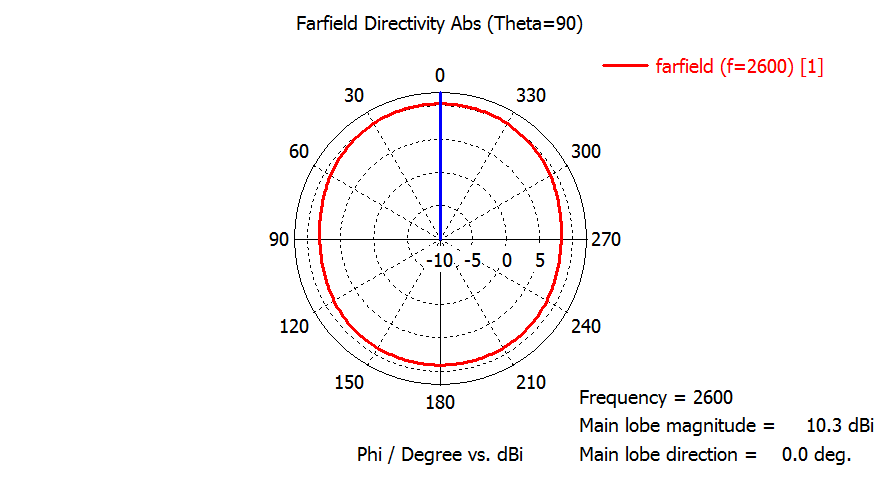 Farfield Directivity Abs (Theta=90)
farfield (f=2600) [1]
0
30
330
60
300
90
270
-10 -5 0 5
120
240
150
210
180
Frequency = 2600
Main lobe magnitude = 10.3 dBi
Phi / Degree vs. dBi
Main lobe direction = 0.0 deg.